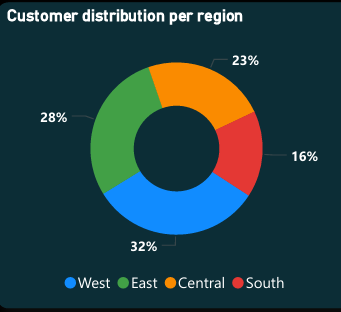 Customer distribution per region
23%
28%
16%
32%
West East Central South